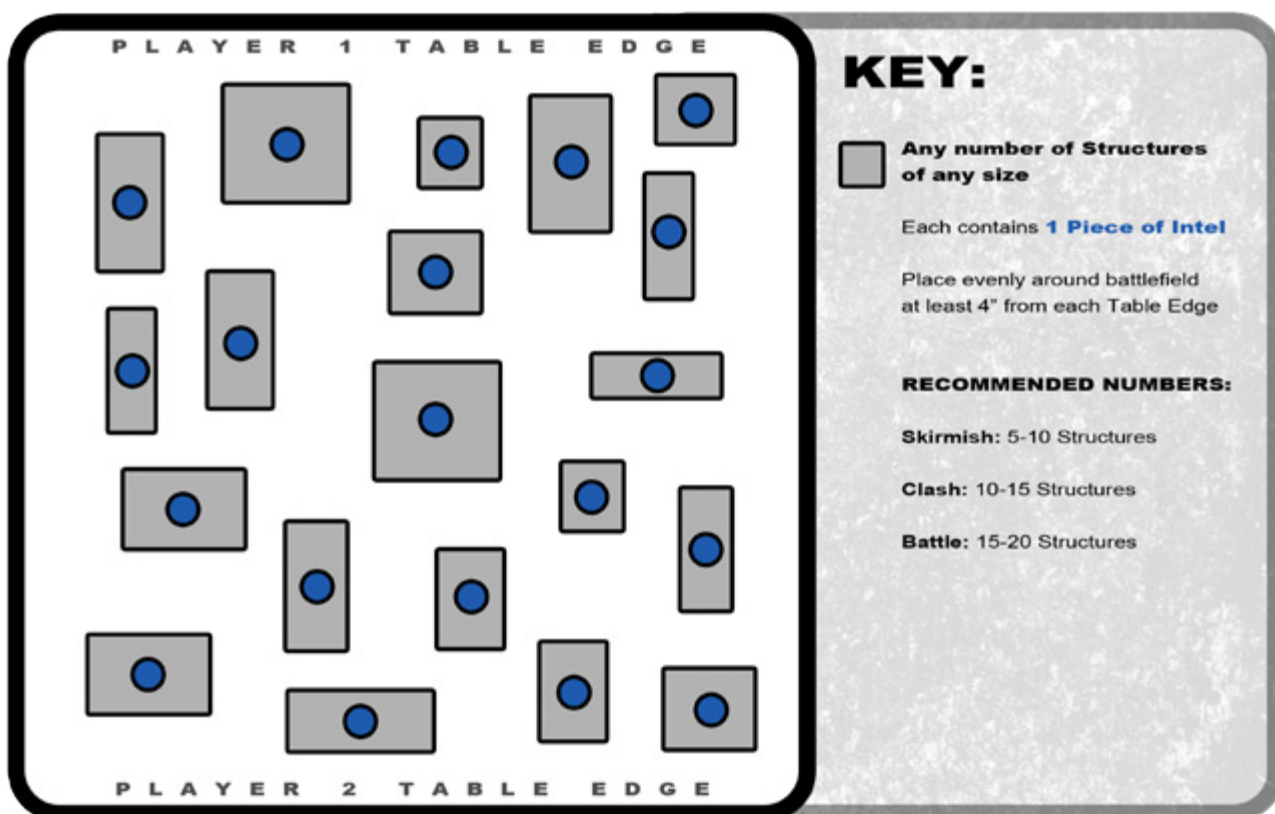 PLAYER 1 TABLE EDGE
PLAYER 2 TABLE EDGE
KEY:
Any number of Structures
of any size
Each contains 1 Piece of Intel
Place evenly around battlefield
at least 4" from each Table Edge
RECOMMENDED NUMBERS:
Skirmish: 5-10 Structures
Clash: 10-15 Structures
Battle: 15-20 Structures